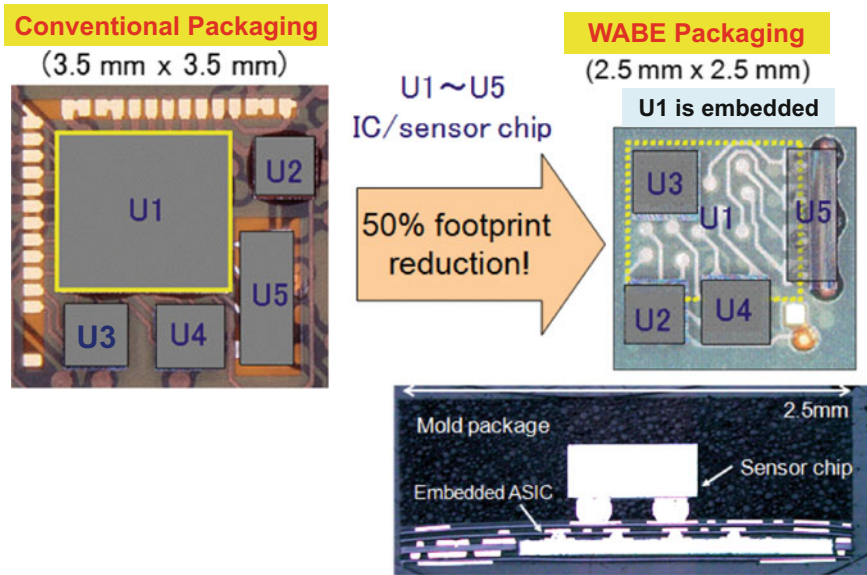 Conventional Packaging
(3.5 mm x 3.5 mm)
U1
U2
U3
U4
U5
U1～U5
IC/sensor chip
50% footprint
reduction!
WABE Packaging
(2.5 mm x 2.5 mm)
U1 is embedded
U3
U1
U5
U2
U4
2.5mm
Mold package
Sensor chip
Embedded ASIC